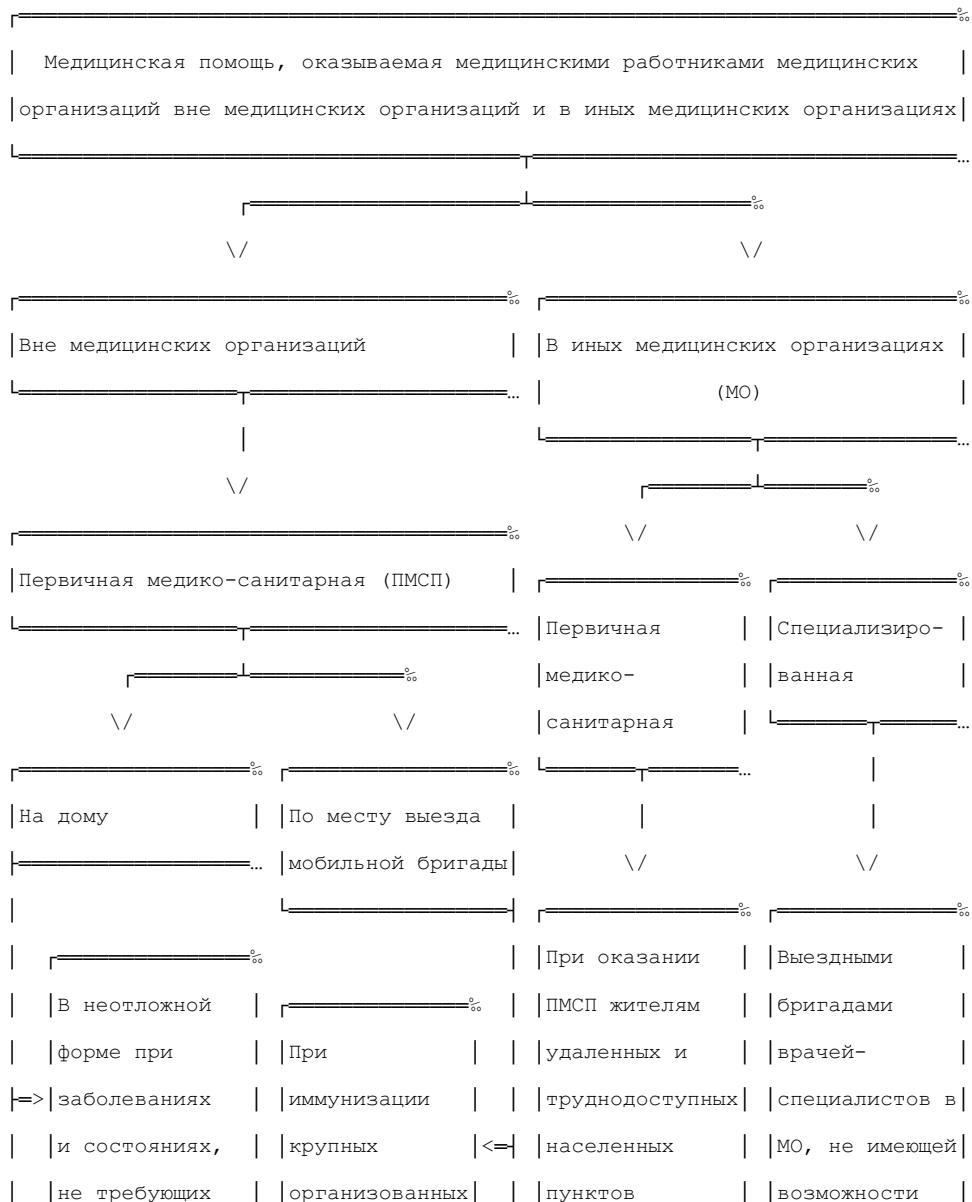 Медицинская помощь, оказываемая медицинскими работниками медицинских
организаций вне медицинских организаций и в иных медицинских организациях
Вне медицинских организаций
В иных медицинских организациях
(МО)
Первичная медико-санитарная (ПМСП)
Первичная
медико-
санитарная
Специализиро-
ванная
На дому
По месту выезда
мобильной бригады
В неотложной
форме при
заболеваниях
и состояниях,
не требующих
При
иммунизации
крупных
организованных
При оказании
ПМСП жителям
удаленных и
труднодоступных
населенных
пунктов
Выездными
бригадами
врачей-
специалистов в
МО, не имеющей
возможности